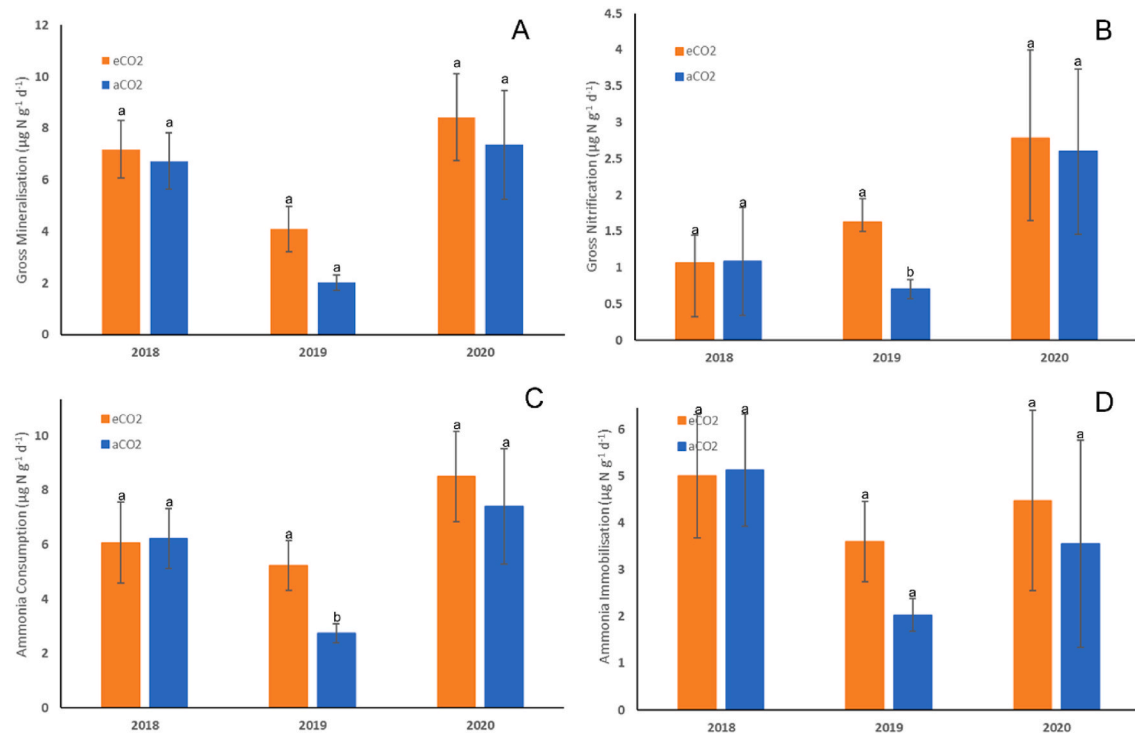 A
Gross Mineralisation (µg N g⁻¹ d⁻¹)
12
10
8
6
4
2
0
eCO2
aCO2
a a a a a a
2018 2019 2020
B
Gross Nitrification (µg N g⁻¹ d⁻¹)
4.5
4
3.5
3
2.5
2
1.5
1
0.5
0
eCO2
aCO2
a a a b a a
2018 2019 2020
C
Ammonia Consumption (µg N g⁻¹ d⁻¹)
10
8
6
4
2
0
eCO2
aCO2
a a a b a a
2018 2019 2020
D
Ammonia Immobilisation (µg N g⁻¹ d⁻¹)
6
5
4
3
2
1
0
eCO2
aCO2
a a a a a a
2018 2019 2020